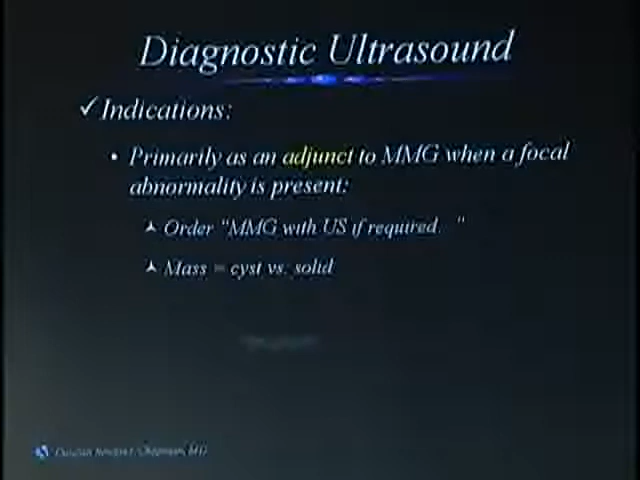 Diagnostic Ultrasound
✓ Indications:
• Primarily as an adjunct to MMG when a focal
abnormality is present:
Order "MMG with US if required. "
Mass = cyst vs. solid